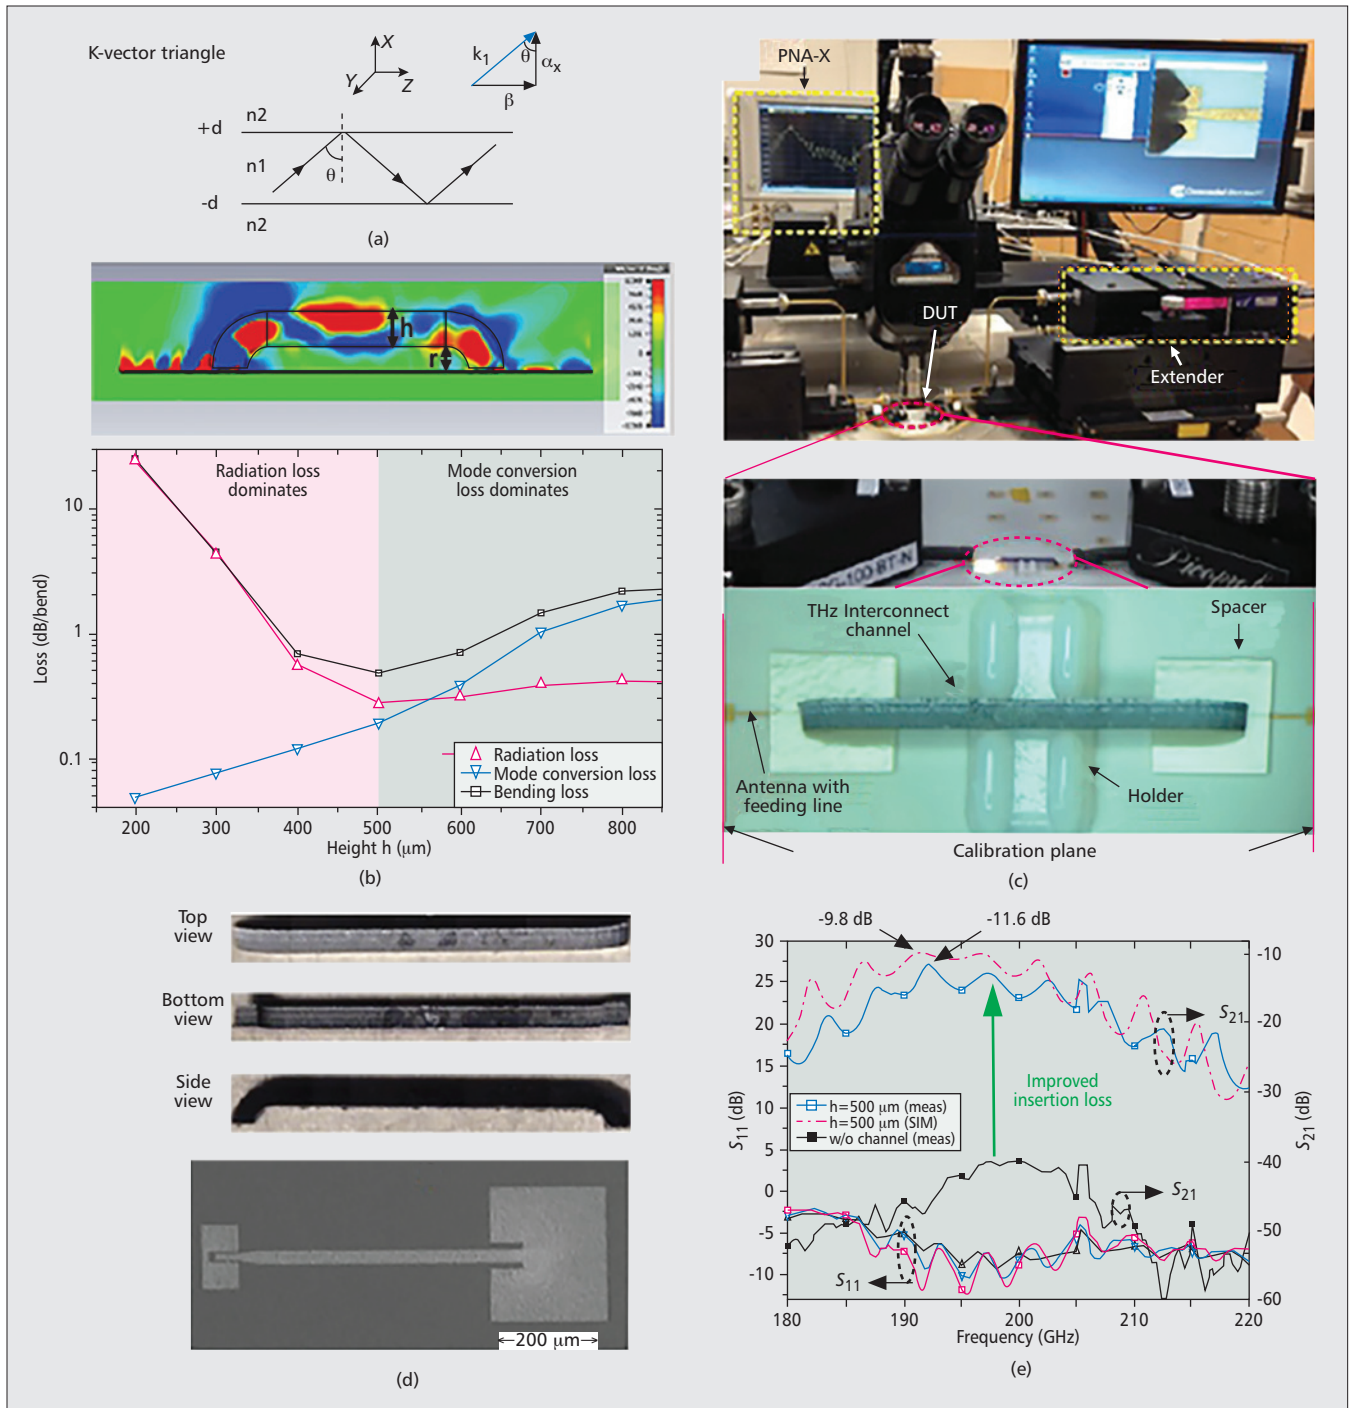 K-vector triangle
X
Y
Z
k1
θ
αx
β
+d
n2
n1
θ
-d
n2
(a)
h
r
Radiation loss
dominates
Mode conversion
loss dominates
10
1
0.1
Loss (dB/bend)
Radiation loss
Mode conversion loss
Bending loss
200
300
400
500
600
700
800
Height h (μm)
(b)
PNA-X
DUT
Extender
-100-BT-N
THz Interconnect
channel
Spacer
Antenna with
feeding line
Holder
Calibration plane
(c)
Top
view
Bottom
view
Side
view
200 μm
(d)
-9.8 dB
-11.6 dB
30
25
20
15
10
5
0
-5
-10
S11 (dB)
-10
-20
-30
-40
-50
-60
S21 (dB)
S21
Improved
insertion loss
h=500 μm (meas)
h=500 μm (SIM)
w/o channel (meas)
S21
S11
180
190
200
210
220
Frequency (GHz)
(e)